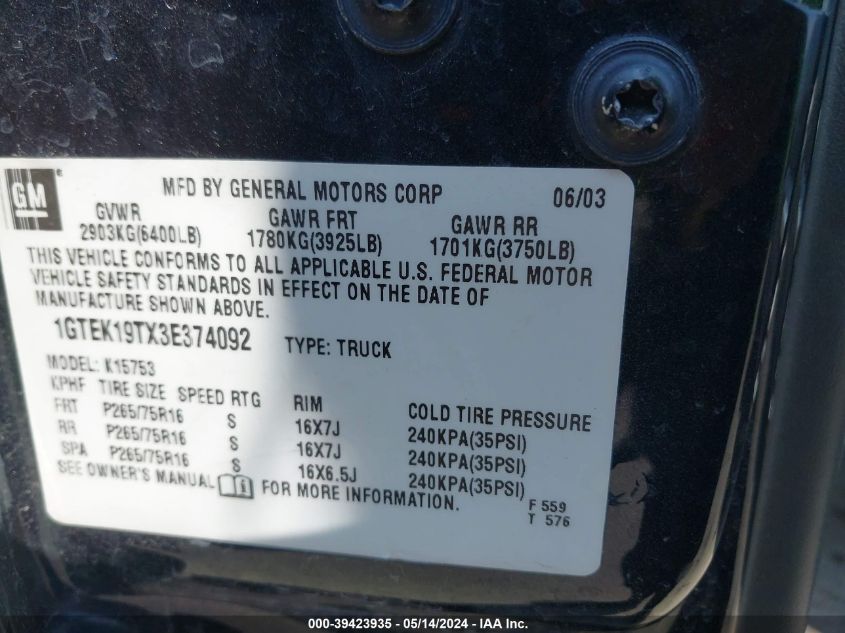 GM
MFD BY GENERAL MOTORS CORP 06/03
GVWR GAWR FRT GAWR RR
2903KG(6400LB) 1780KG(3925LB) 1701KG(3750LB)
THIS VEHICLE CONFORMS TO ALL APPLICABLE U.S. FEDERAL MOTOR
VEHICLE SAFETY STANDARDS IN EFFECT ON THE DATE OF
MANUFACTURE SHOWN ABOVE.
1GTEK19TX3E374092 TYPE: TRUCK
MODEL: K15753
KPHF TIRE SIZE SPEED RTG RIM COLD TIRE PRESSURE
FRT P265/75R16 S 16X7J 240KPA(35PSI)
RR P265/75R16 S 16X7J 240KPA(35PSI)
SPA P265/75R16 S 16X6.5J 240KPA(35PSI)
SEE OWNER'S MANUAL FOR MORE INFORMATION.
F 559
T 576
000-39423935 - 05/14/2024 - IAA Inc.